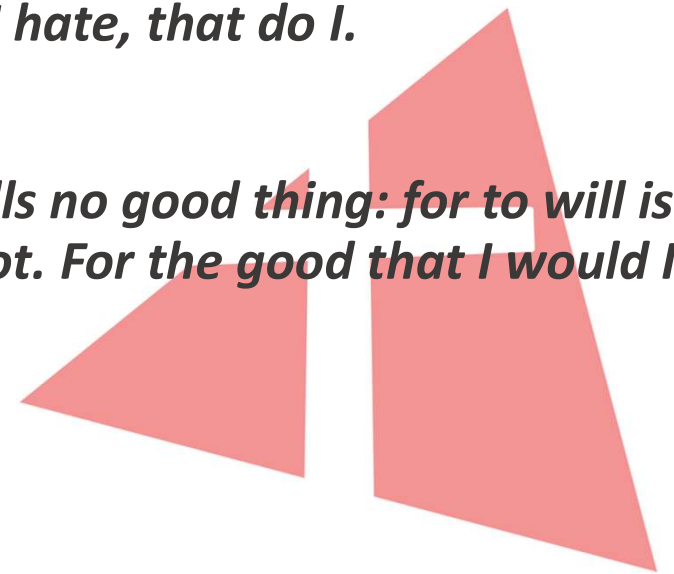 I hate, that do I.
lls no good thing: for to will is
ot. For the good that I would I